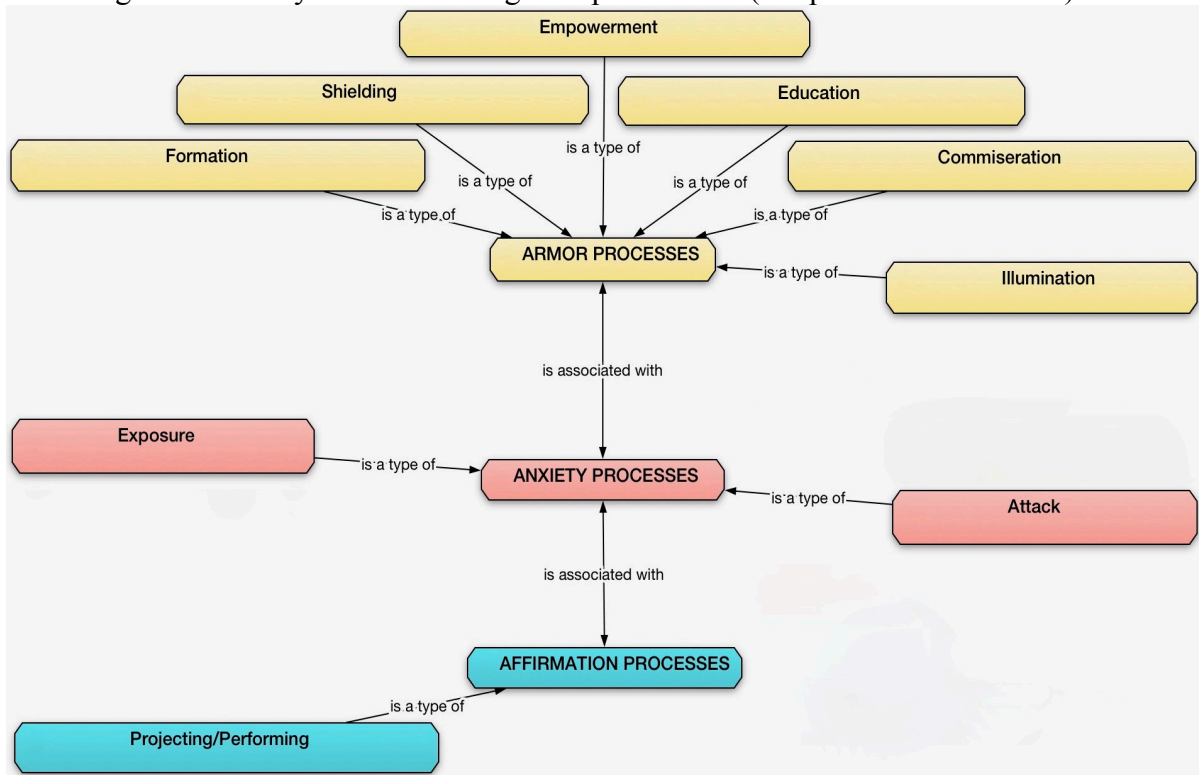 Empowerment
Shielding
Education
is a type of
Formation
Commiseration
is a type of
is a type of
is a type of
is a type of
ARMOR PROCESSES
is a type of
Illumination
is associated with
Exposure
is a type of
ANXIETY PROCESSES
is a type of
Attack
is associated with
AFFIRMATION PROCESSES
is a type of
Projecting/Performing